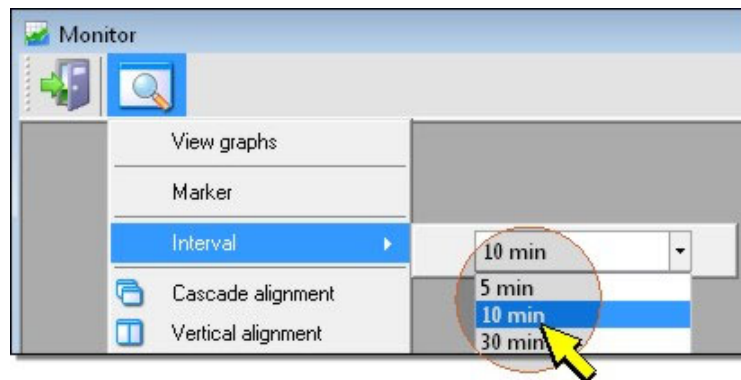 Monitor
View graphs
Marker
Interval
10 min
5 min
10 min
30 min
Cascade alignment
Vertical alignment